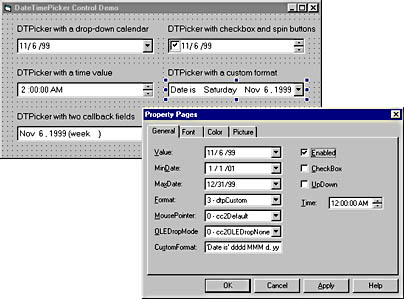 DateTimePicker Control Demo
DTPicker with a drop-down calendar
DTPicker with checkbox and spin buttons
11/ 6 /99
11/ 6 /99
DTPicker with a time value
DTPicker with a custom format
2 :00:00 AM
Date is Saturday Nov 6 , 1999
DTPicker with two callback fields
Nov 6 , 1999 (week )
Property Pages
General
Font
Color
Picture
Value:
11/ 6 /99
Enabled
MinDate:
1 / 1 /01
CheckBox
MaxDate:
12/31/99
UpDown
Format:
3 - dtpCustom
Time:
12:00:00 AM
MousePointer:
0 - cc2Default
OLEDropMode
0 - cc2OLEDropNone
CustomFormat:
'Date is' dddd MMM d, yy
OK
Cancel
Apply
Help